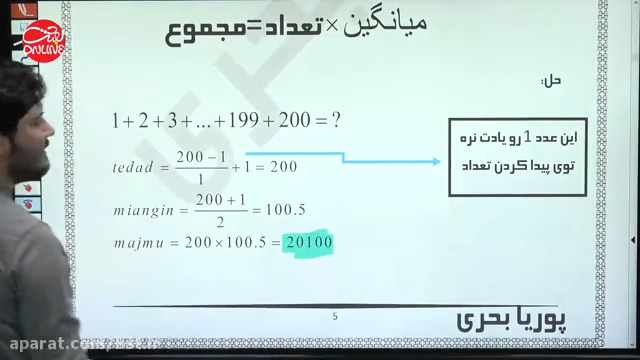 میانگین×تعداد=مجموع
ONLINE
حل:
1+2+3+...+199+200=?
این عدد 1 رو یادت نره
توی پیدا کردن تعداد
tedad = (200 − 1)/1 + 1 = 200
miangin = (200 + 1)/2 = 100.5
majmu = 200×100.5 = 20100
5
پوریا بحری